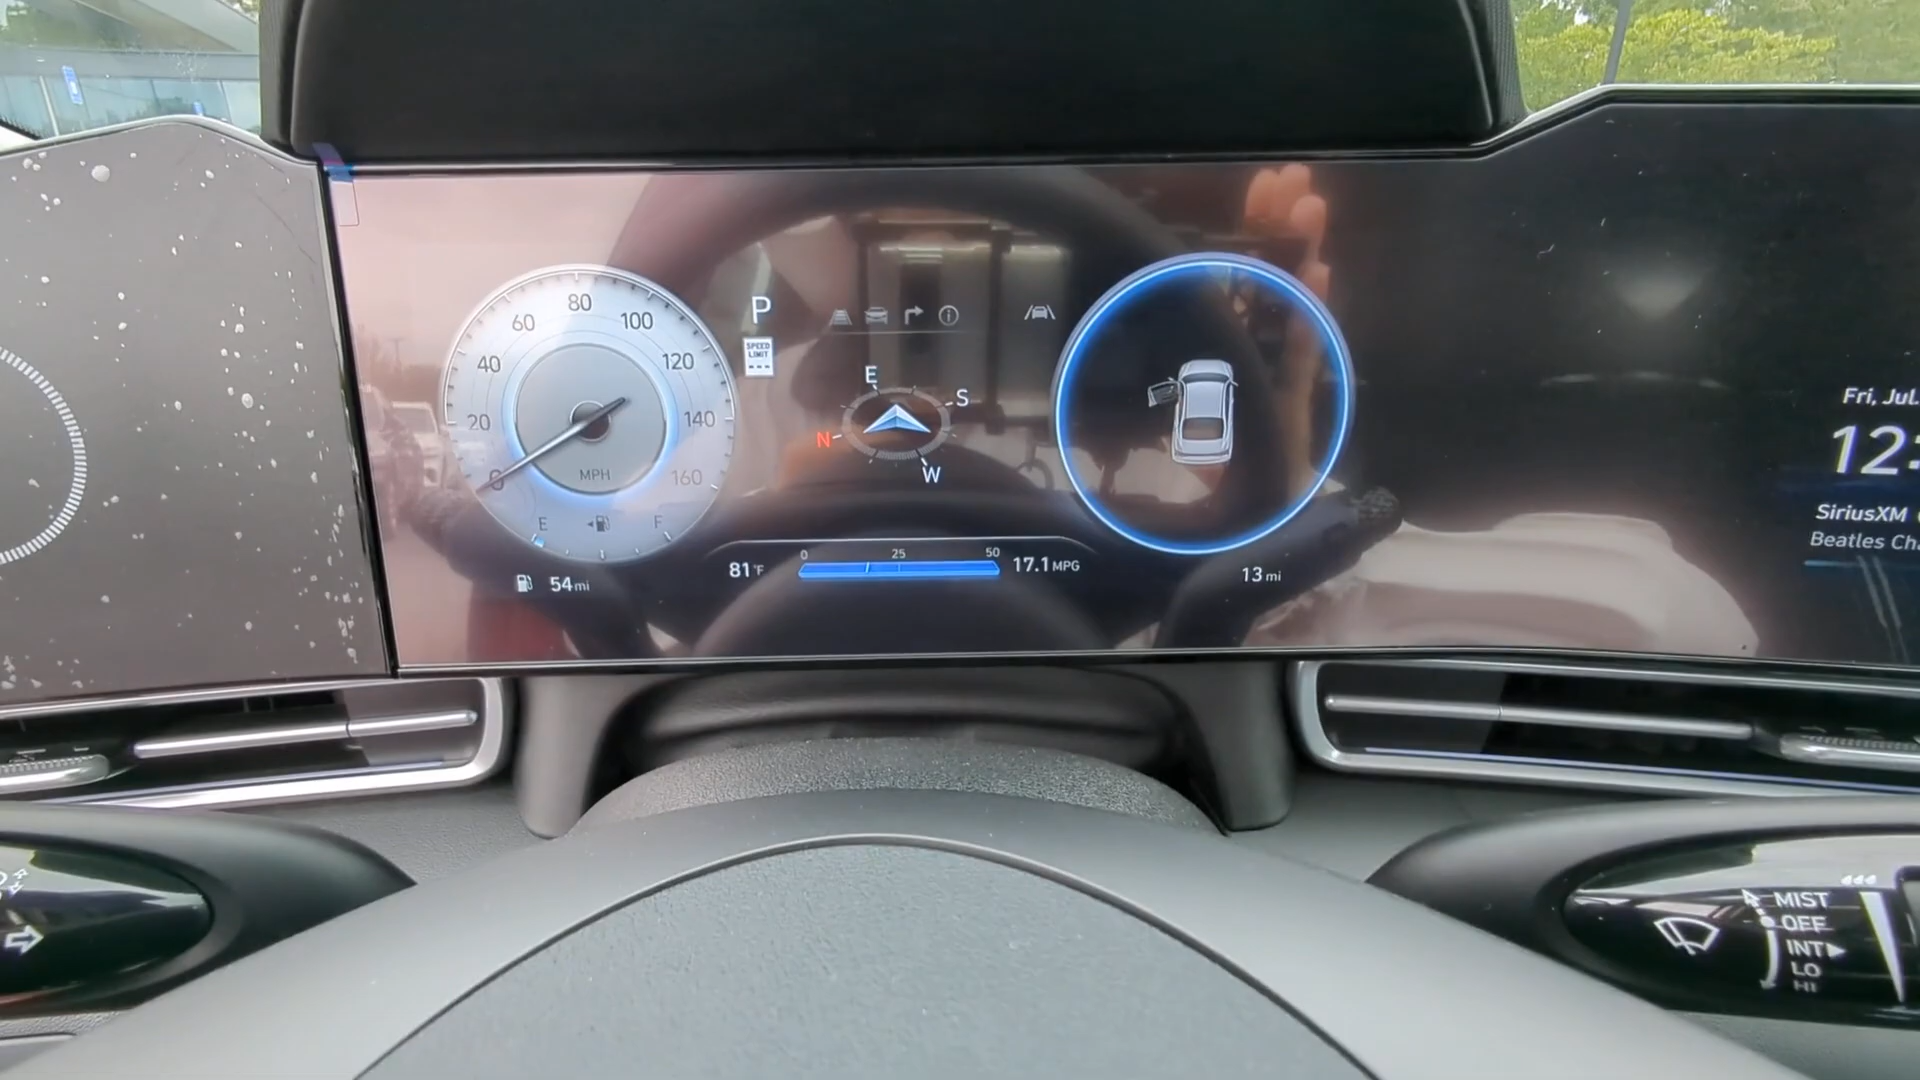 80
60
100
40
120
20
140
0
MPH
160
E
F
54 mi
P
SPEED
LIMIT
---
E
S
N
W
0 25 50
81°F
17.1 MPG
13 mi
Fri, Jul.
12:
SiriusXM
Beatles Ch
MIST
OFF
INT
LO
HI